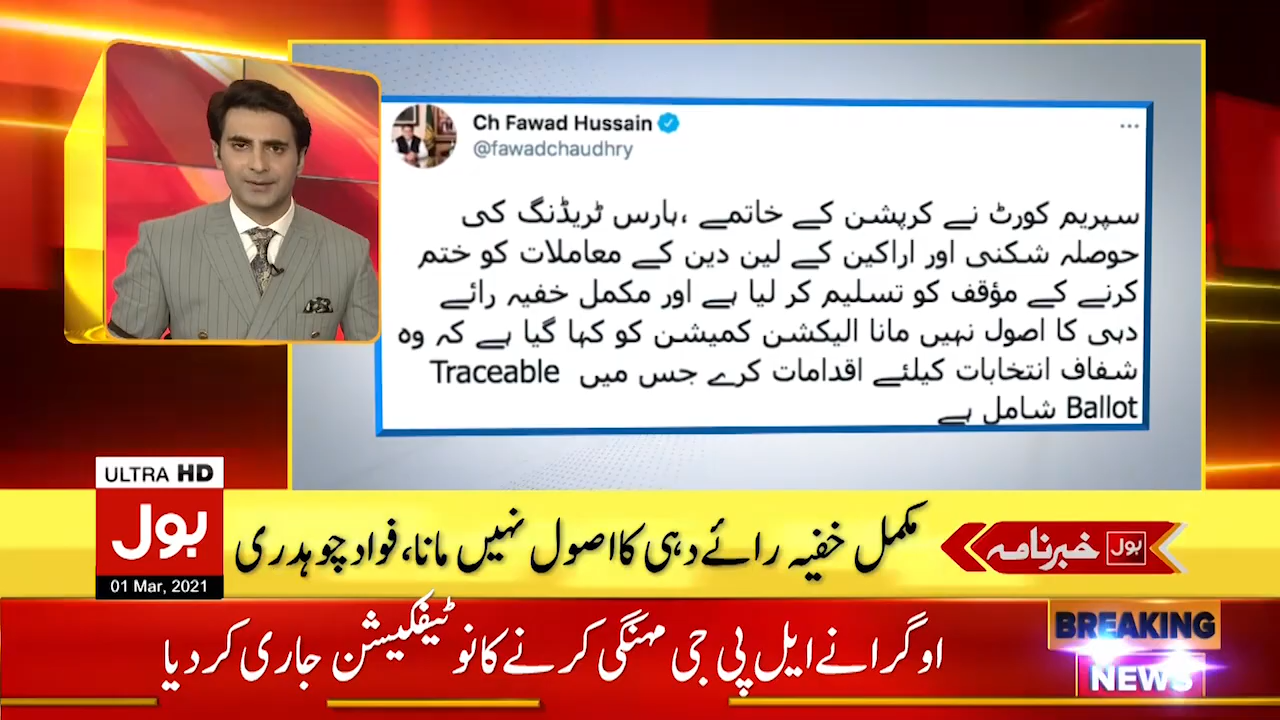 Ch Fawad Hussain
@fawadchaudhry
سپریم کورٹ نے کرپشن کے خاتمے ،ہارس ٹریڈنگ کی
حوصلہ شکنی اور اراکین کے لین دین کے معاملات کو ختم
کرنے کے مؤقف کو تسلیم کر لیا ہے اور مکمل خفیہ رائے
دہی کا اصول نہیں مانا الیکشن کمیشن کو کہا گیا ہے کہ وہ
شفاف انتخابات کیلئے اقدامات کرے جس میں Traceable
Ballot شامل ہے
ULTRA HD
بول
01 Mar, 2021
بول خبرنامہ
مکمل خفیہ رائے دہی کا اصول نہیں مانا، فواد چوہدری
BREAKING
NEWS
اوگرا نے ایل پی جی مہنگی کرنے کا نوٹیفکیشن جاری کر دیا